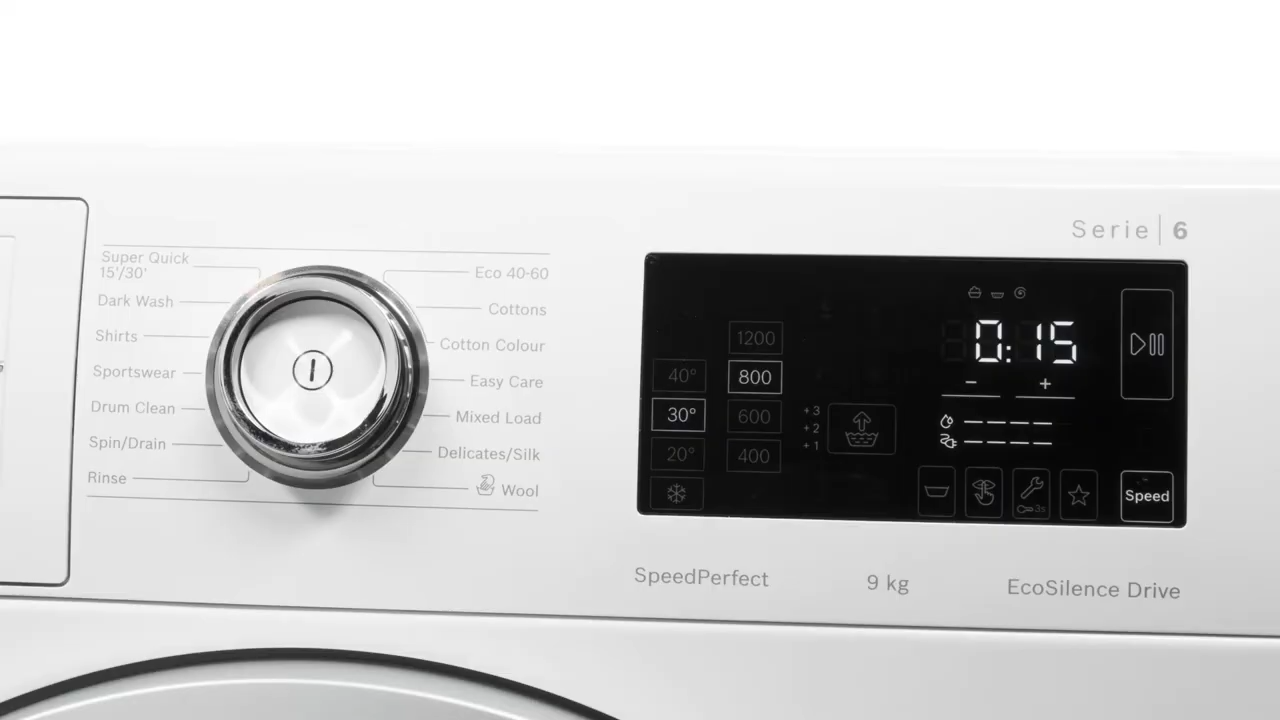 Serie | 6
Super Quick
15'/30'
Dark Wash
Shirts
Sportswear
Drum Clean
Spin/Drain
Rinse
Eco 40-60
Cottons
Cotton Colour
Easy Care
Mixed Load
Delicates/Silk
Wool
40°
30°
20°
1200
800
600
400
+3
+2
+1
0:15
- +
3s
Speed
SpeedPerfect
9 kg
EcoSilence Drive